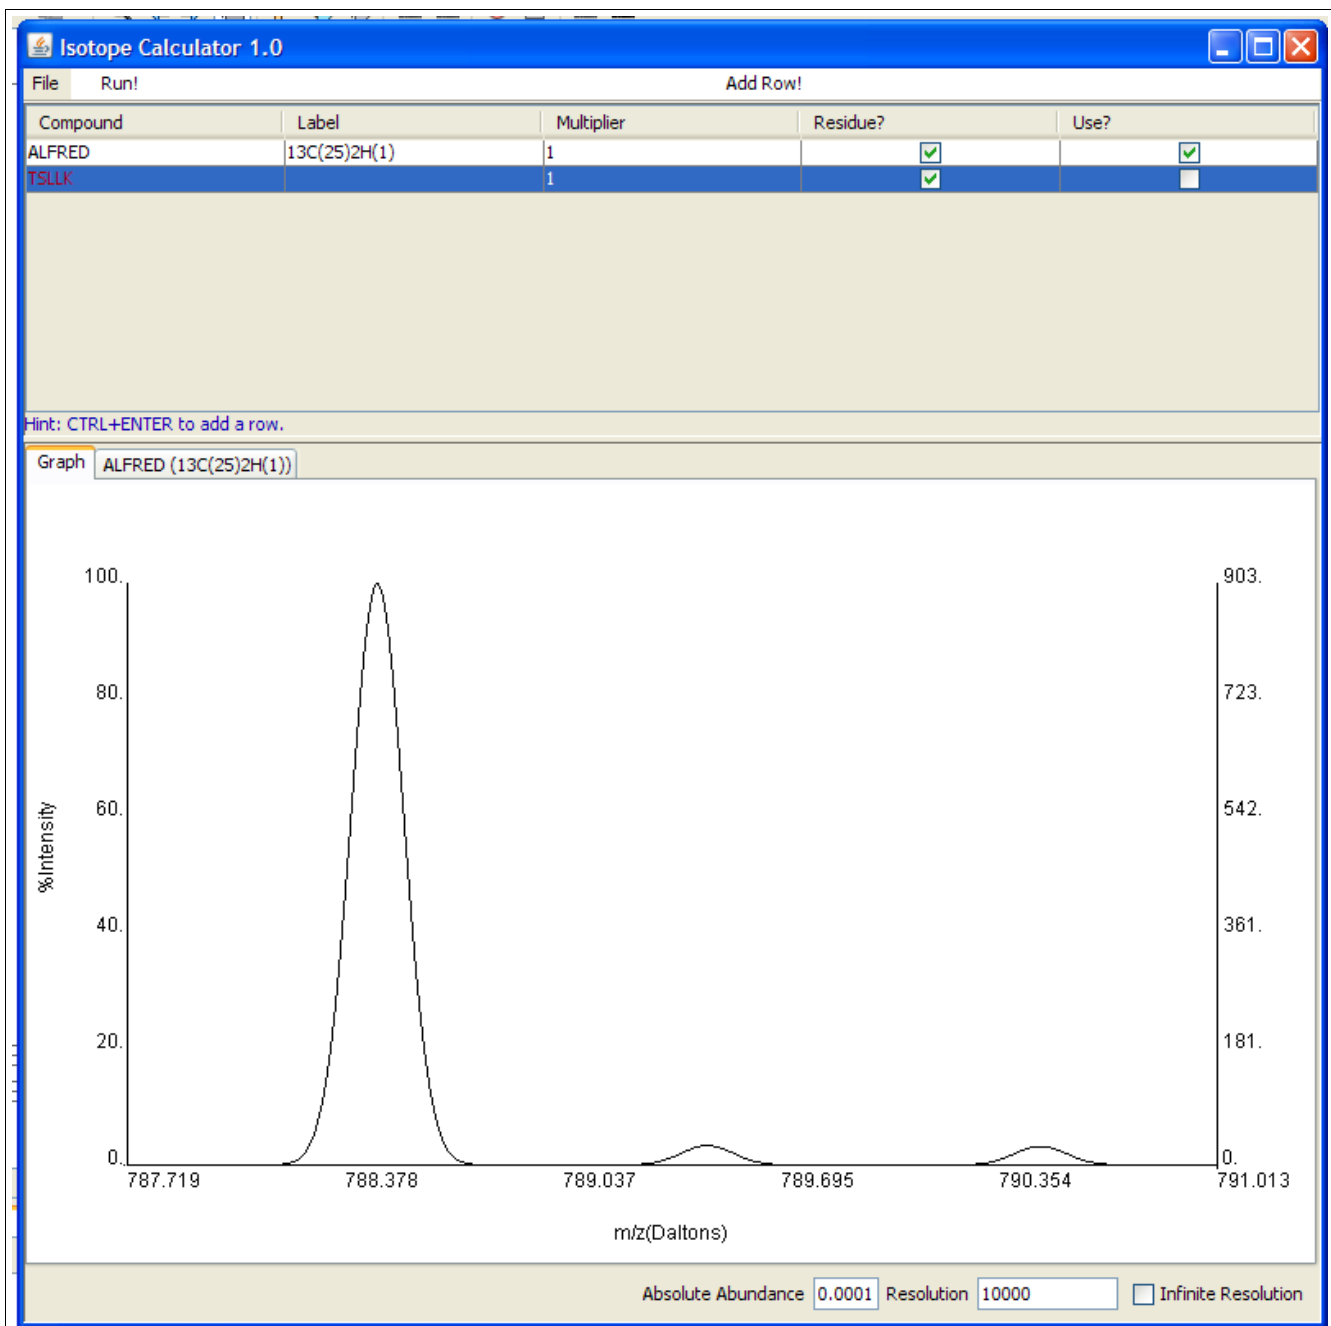 Isotope Calculator 1.0
File Run! Add Row!
Compound Label Multiplier Residue? Use?
ALFRED 13C(25)2H(1) 1
TSLLK 1
Hint: CTRL+ENTER to add a row.
Graph ALFRED (13C(25)2H(1))
100. 903.
80. 723.
60. 542.
%Intensity
40. 361.
20. 181.
0. 0.
787.719 788.378 789.037 789.695 790.354 791.013
m/z(Daltons)
Absolute Abundance 0.0001 Resolution 10000 Infinite Resolution